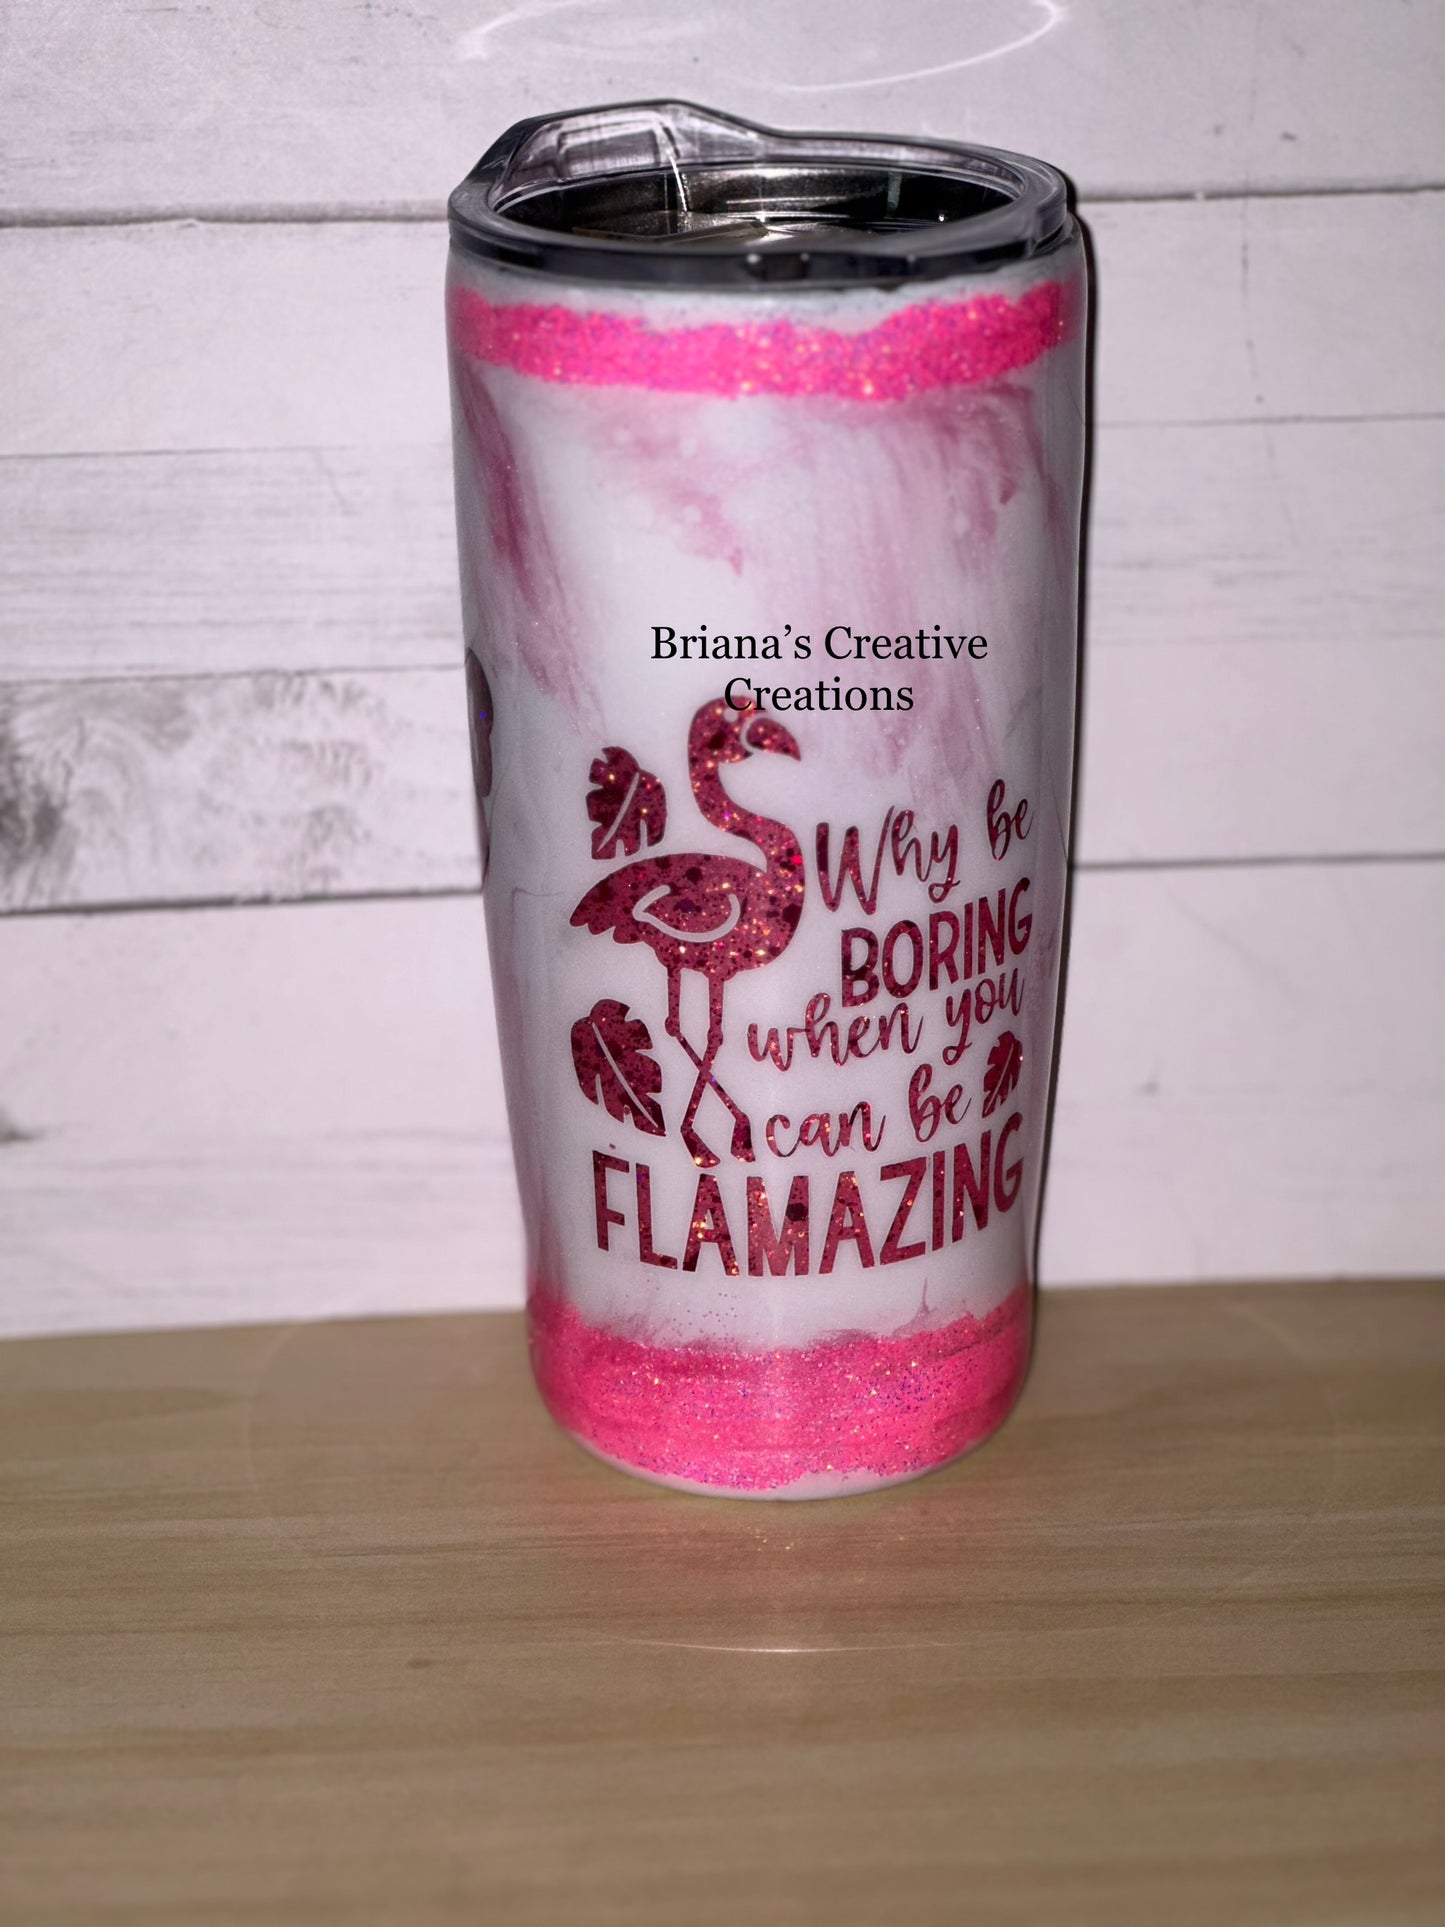 Briana’s Creative
Creations
Why be
BORING
when you
can be
FLAMAZING